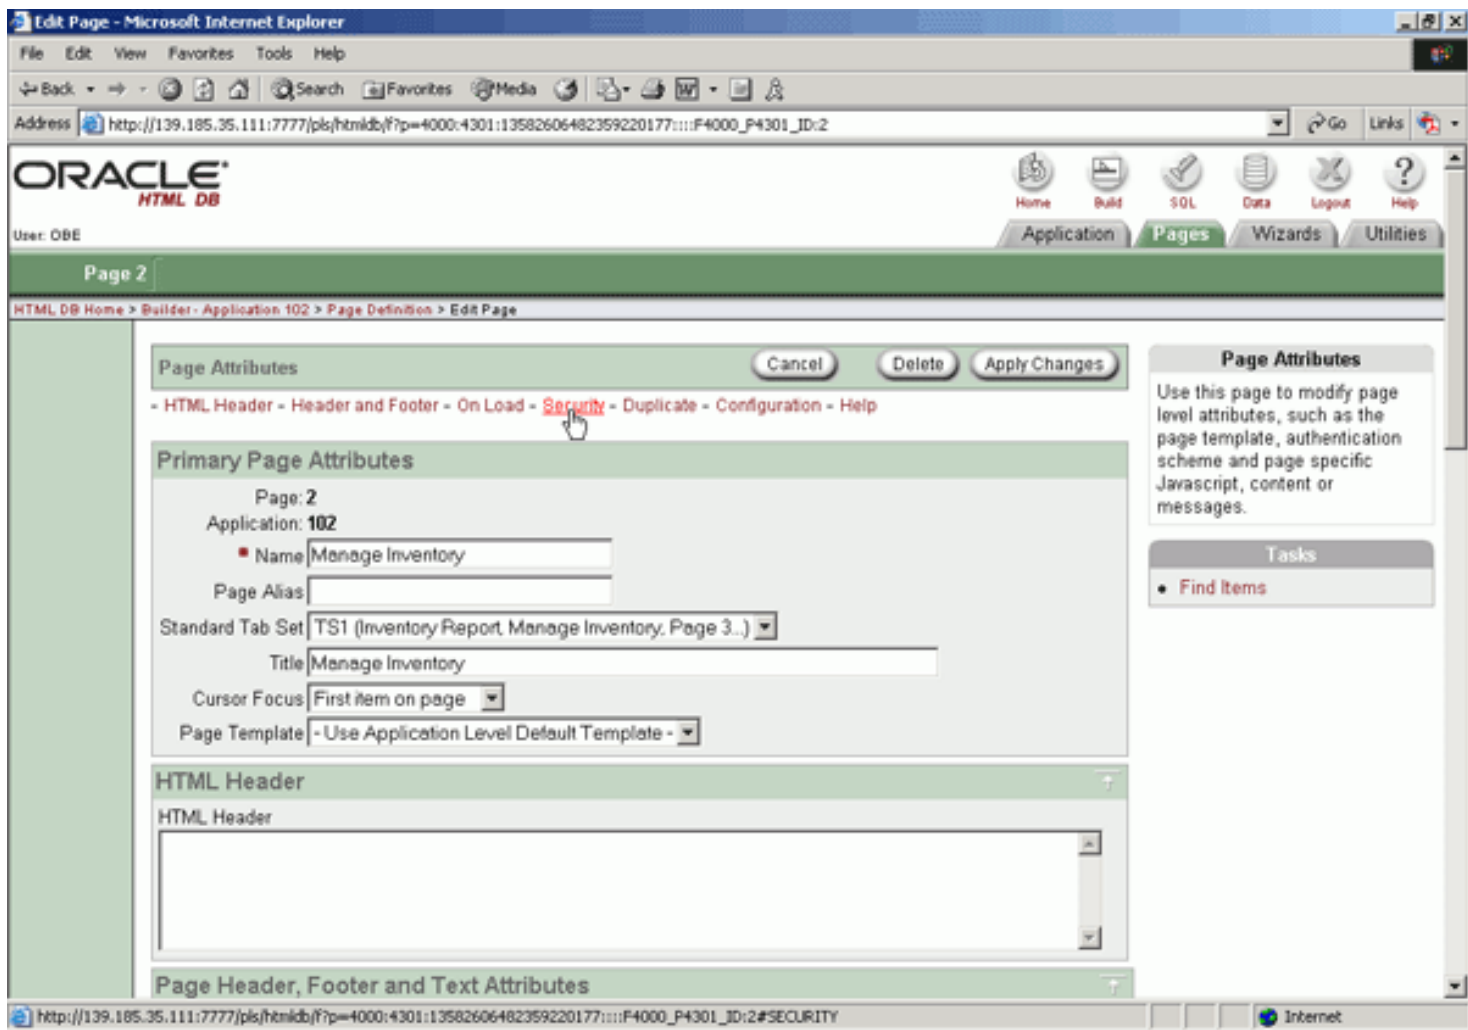 Edit Page - Microsoft Internet Explorer
File Edit View Favorites Tools Help
Back Search Favorites Media
Address http://139.185.35.111:7777/pls/htmldb/f?p=4000:4301:13582606482359220177::::F4000_P4301_ID:2 Go Links
ORACLE
HTML DB
Home Build SQL Data Logout Help
User: OBE
Application Pages Wizards Utilities
Page 2
HTML DB Home > Builder - Application 102 > Page Definition > Edit Page
Page Attributes Cancel Delete Apply Changes
- HTML Header - Header and Footer - On Load - Security - Duplicate - Configuration - Help
Primary Page Attributes
Page: 2
Application: 102
Name Manage Inventory
Page Alias
Standard Tab Set TS1 (Inventory Report, Manage Inventory, Page 3...)
Title Manage Inventory
Cursor Focus First item on page
Page Template - Use Application Level Default Template -
HTML Header
HTML Header
Page Header, Footer and Text Attributes
Page Attributes
Use this page to modify page
level attributes, such as the
page template, authentication
scheme and page specific
Javascript, content or
messages.
Tasks
Find Items
http://139.185.35.111:7777/pls/htmldb/f?p=4000:4301:13582606482359220177::::F4000_P4301_ID:2#SECURITY Internet